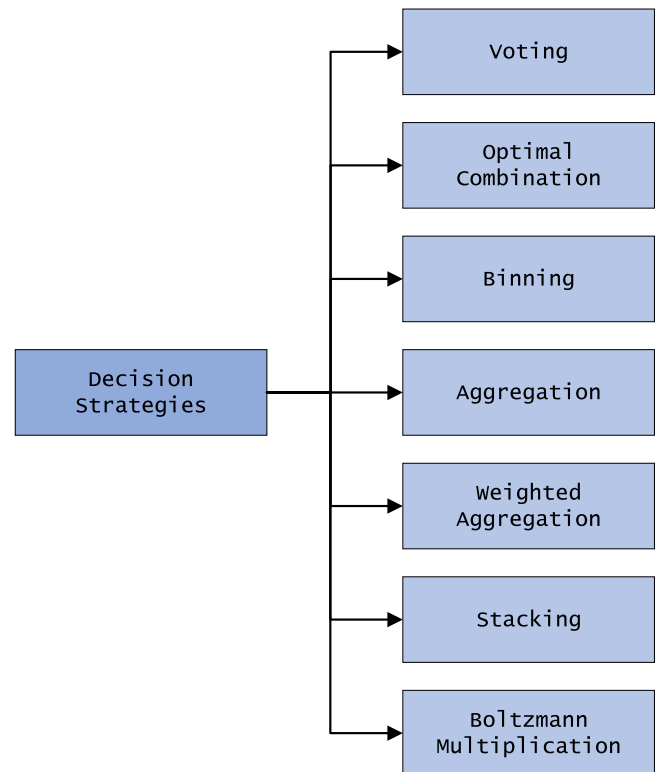 Voting
Optimal
Combination
Binning
Decision
Strategies
Aggregation
Weighted
Aggregation
Stacking
Boltzmann
Multiplication